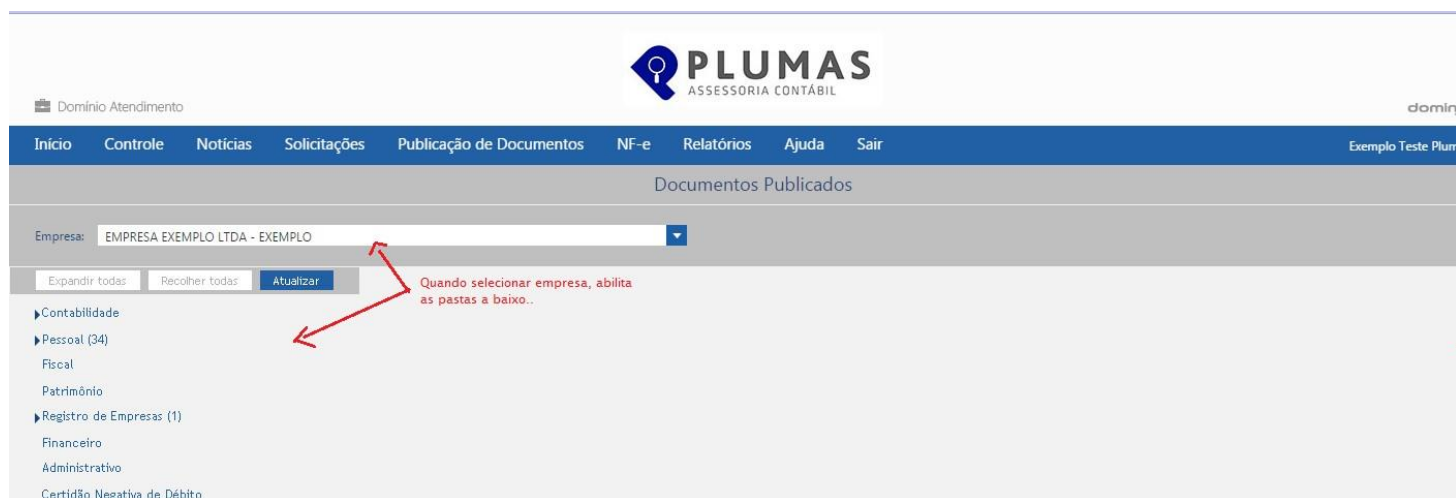 PLUMAS
ASSESSORIA CONTÁBIL
Domínio Atendimento
Início Controle Notícias Solicitações Publicação de Documentos NF-e Relatórios Ajuda Sair Exemplo Teste
Documentos Publicados
Empresa: EMPRESA EXEMPLO LTDA - EXEMPLO
Expandir todas Recolher todas Atualizar
Quando selecionar empresa, abilita
as pastas a baixo..
Contabilidade
Pessoal (34)
Fiscal
Patrimônio
Registro de Empresas (1)
Financeiro
Administrativo
Certidão Negativa de Débito